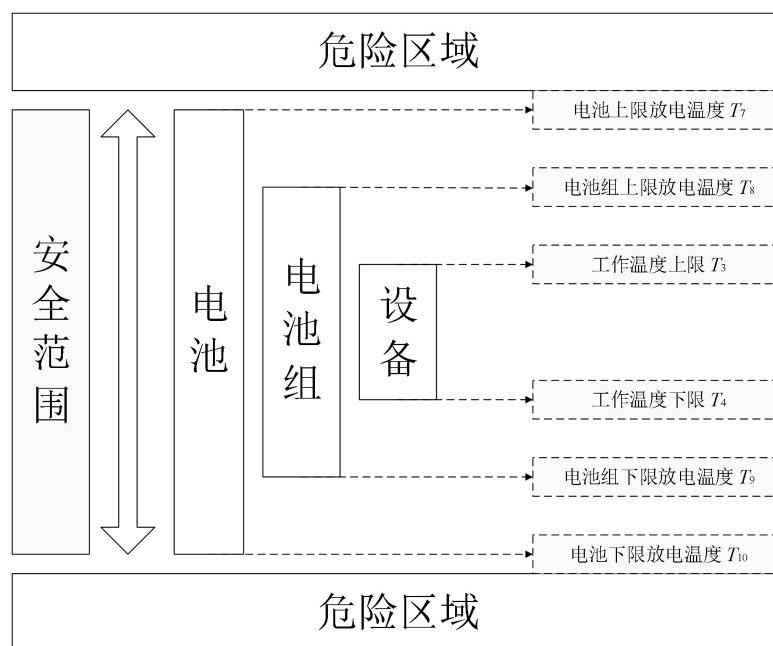 危险区域
电池上限放电温度 T₇
电池组上限放电温度 T₈
工作温度上限 T₃
安全范围
电池
电池组
设备
工作温度下限 T₄
电池组下限放电温度 T₉
电池下限放电温度 T₁₀
危险区域